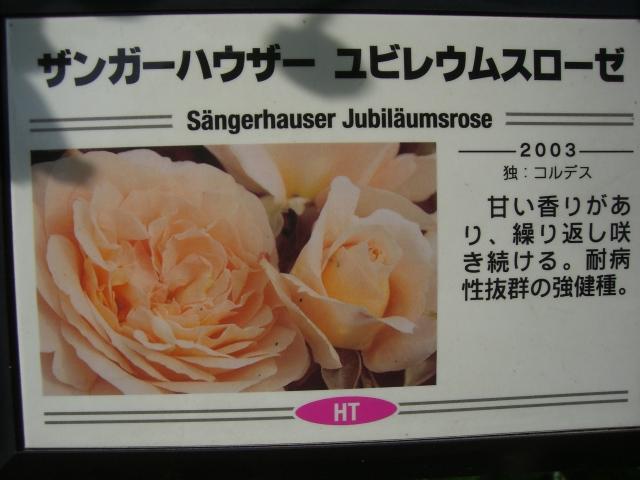 ザンガーハウザー ユビレウムスローゼ
Sängerhauser Jubiläumsrose
2003
独：コルデス
甘い香りがあ
り、繰り返し咲
き続ける。耐病
性抜群の強健種。
HT